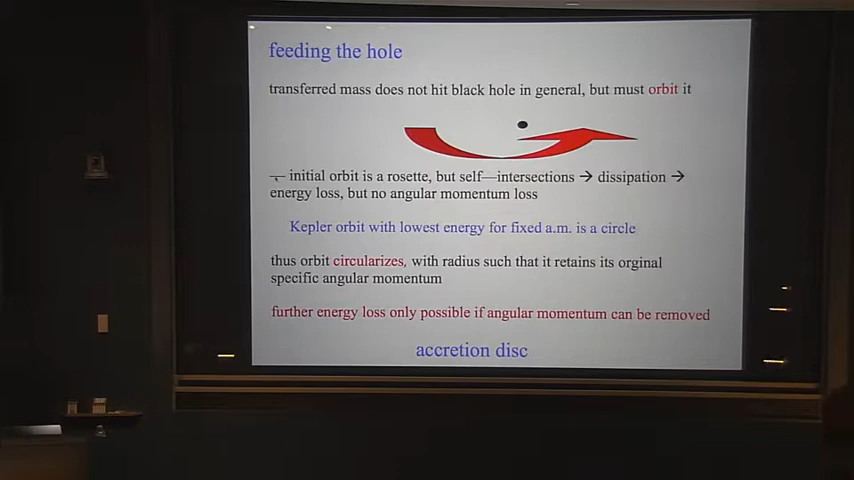 feeding the hole
transferred mass does not hit black hole in general, but must orbit it
— initial orbit is a rosette, but self—intersections → dissipation →
energy loss, but no angular momentum loss
Kepler orbit with lowest energy for fixed a.m. is a circle
thus orbit circularizes, with radius such that it retains its orginal
specific angular momentum
further energy loss only possible if angular momentum can be removed
accretion disc